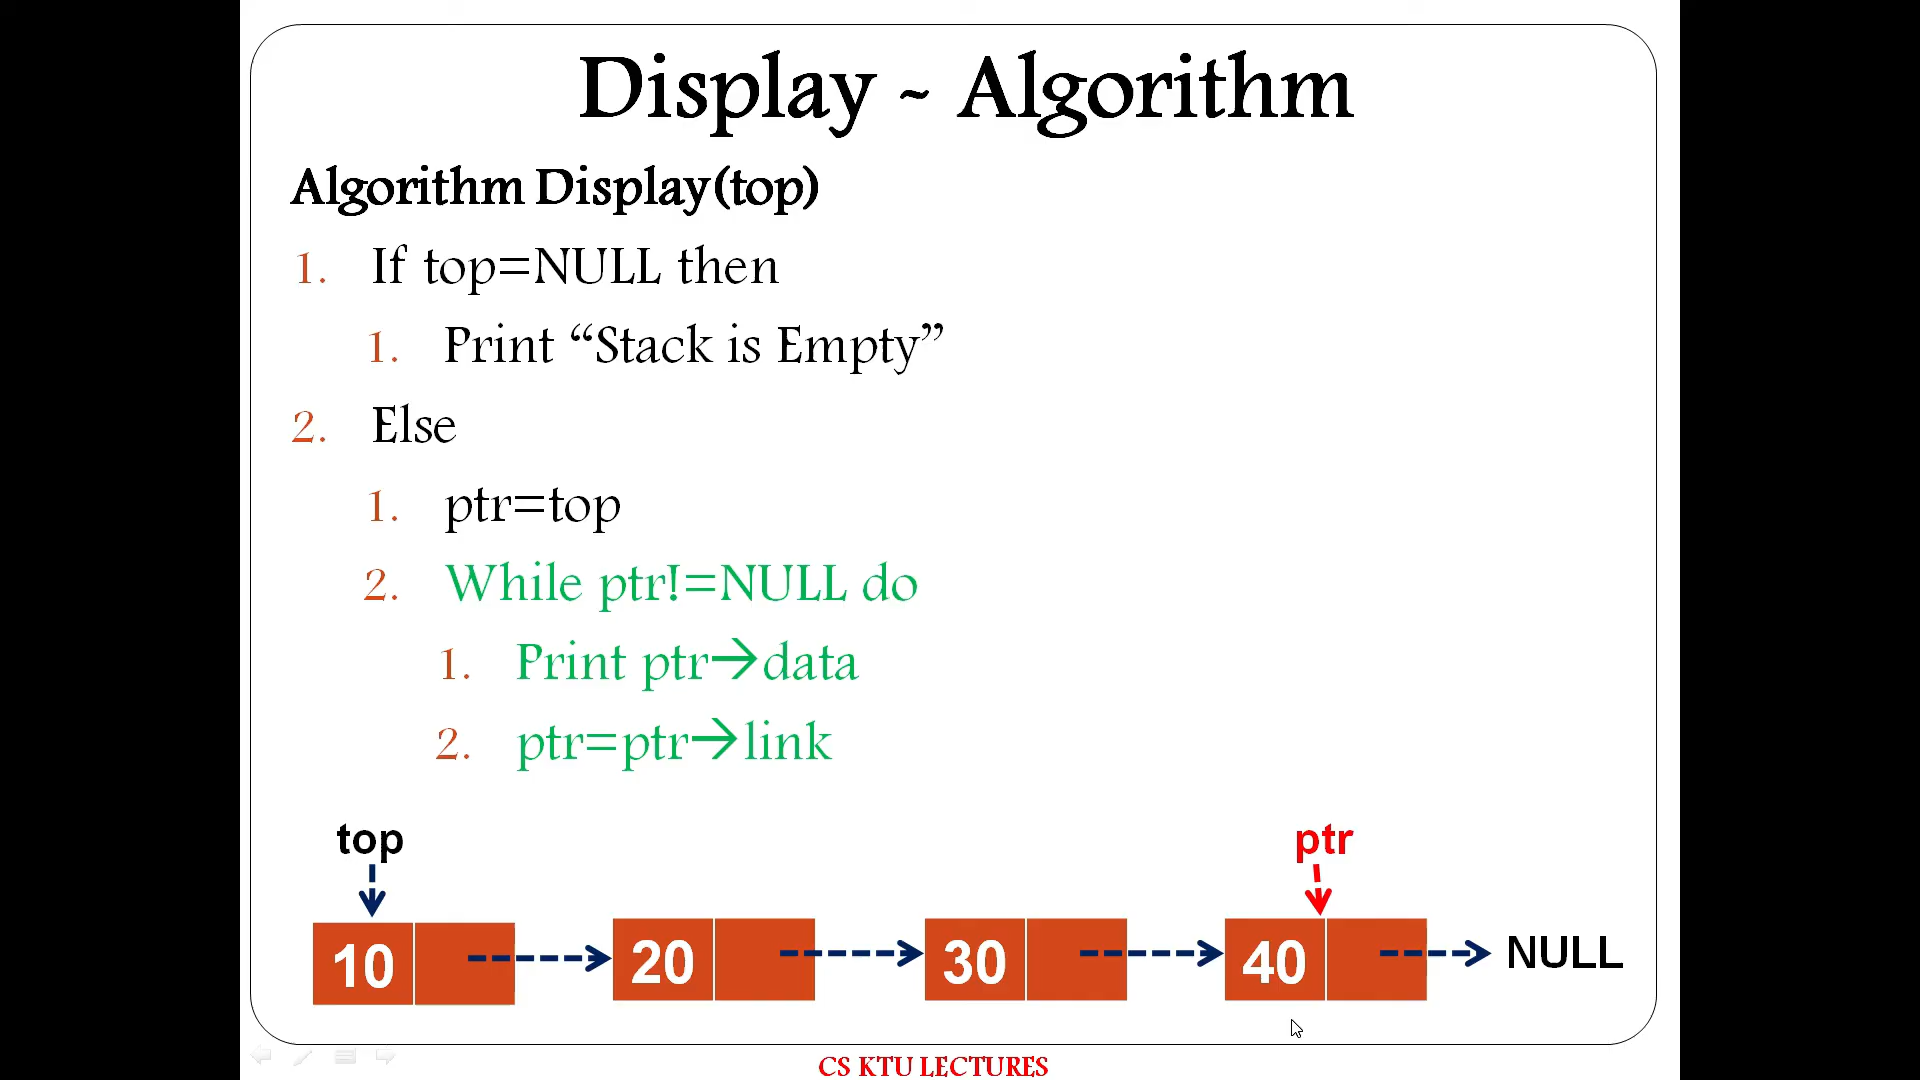 Display ~ Algorithm
Algorithm Display(top)
1. If top=NULL then
1. Print “Stack is Empty”
2. Else
1. ptr=top
2. While ptr!=NULL do
1. Print ptr→data
2. ptr=ptr→link
top ptr
10 20 30 40 NULL
CS KTU LECTURES